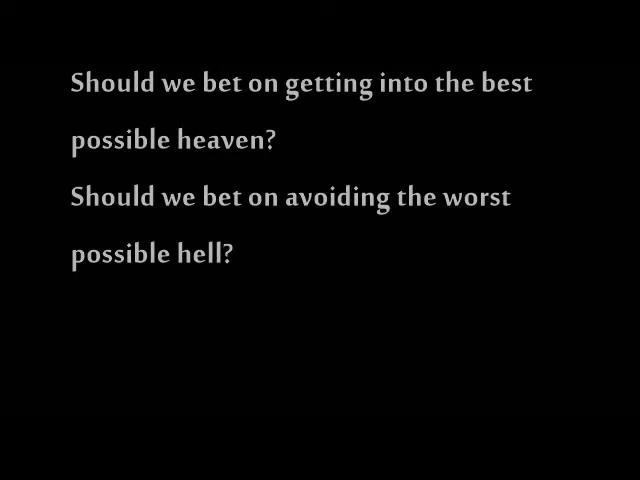 Should we bet on getting into the best
possible heaven?
Should we bet on avoiding the worst
possible hell?